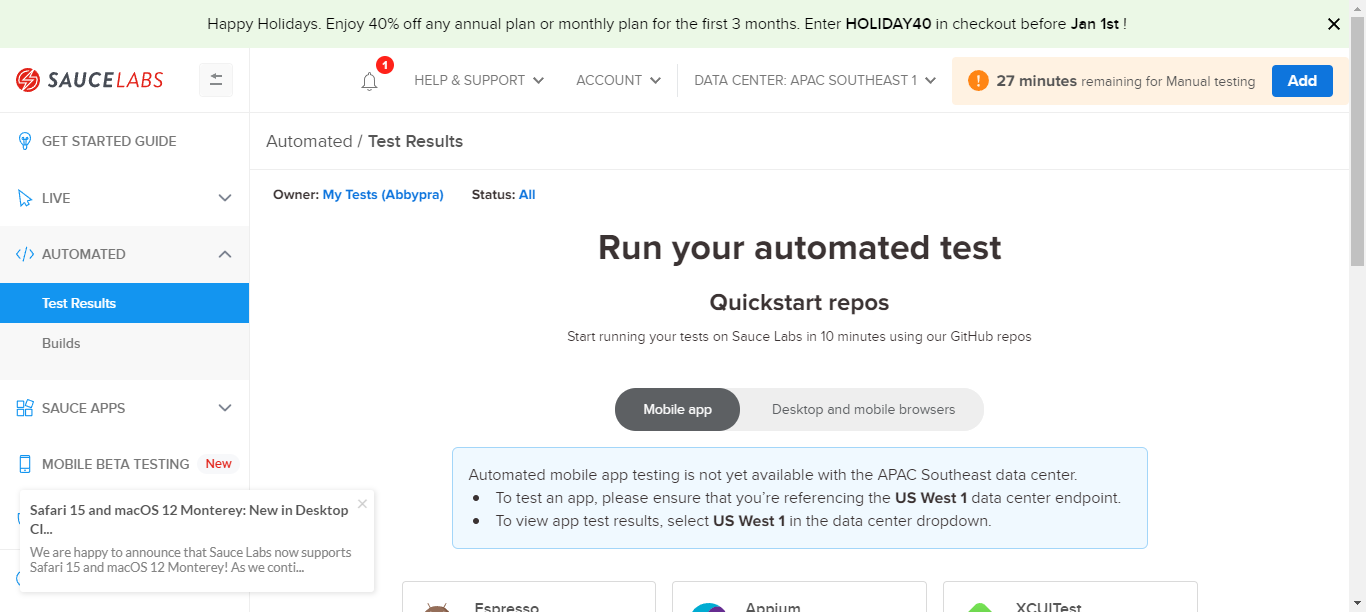 Happy Holidays. Enjoy 40% off any annual plan or monthly plan for the first 3 months. Enter HOLIDAY40 in checkout before Jan 1st !
SAUCELABS
1
HELP & SUPPORT
ACCOUNT
DATA CENTER: APAC SOUTHEAST 1
27 minutes remaining for Manual testing
Add
GET STARTED GUIDE
LIVE
AUTOMATED
Test Results
Builds
SAUCE APPS
MOBILE BETA TESTING New
Safari 15 and macOS 12 Monterey: New in Desktop
Cl...
We are happy to announce that Sauce Labs now supports
Safari 15 and macOS 12 Monterey! As we conti...
Automated / Test Results
Owner: My Tests (Abbypra) Status: All
Run your automated test
Quickstart repos
Start running your tests on Sauce Labs in 10 minutes using our GitHub repos
Mobile app
Desktop and mobile browsers
Automated mobile app testing is not yet available with the APAC Southeast data center.
• To test an app, please ensure that you’re referencing the US West 1 data center endpoint.
• To view app test results, select US West 1 in the data center dropdown.
Espresso
Appium
XCUITest